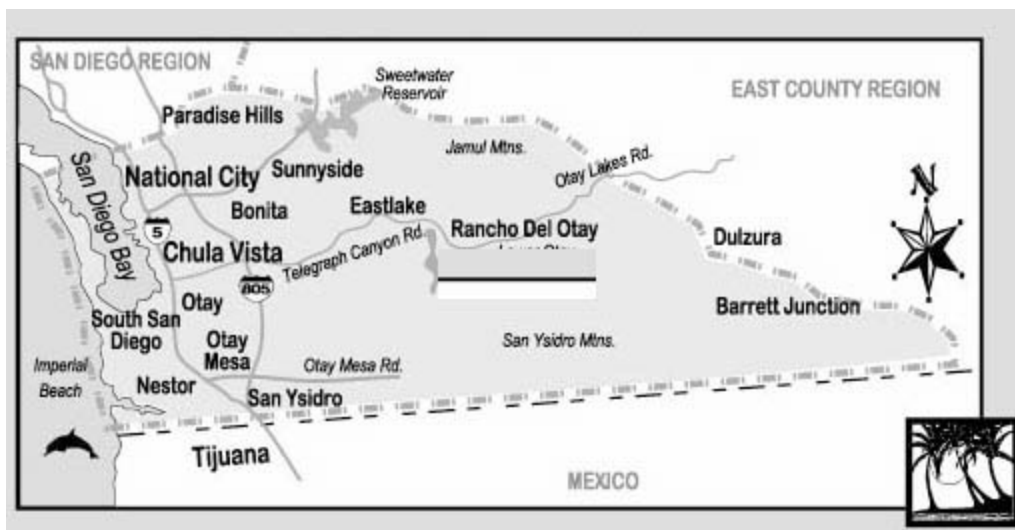 SAN DIEGO REGION
Sweetwater
Reservoir
EAST COUNTY REGION
Paradise Hills
Jamul Mtns.
San Diego Bay
National City
Sunnyside
Otay Lakes Rd.
N
Bonita
Eastlake
5
Rancho Del Otay
Dulzura
Chula Vista
Telegraph Canyon Rd.
805
Otay
Barrett Junction
South San
Diego
Otay
Mesa
San Ysidro Mtns.
Imperial
Beach
Otay Mesa Rd.
Nestor
San Ysidro
Tijuana
MEXICO